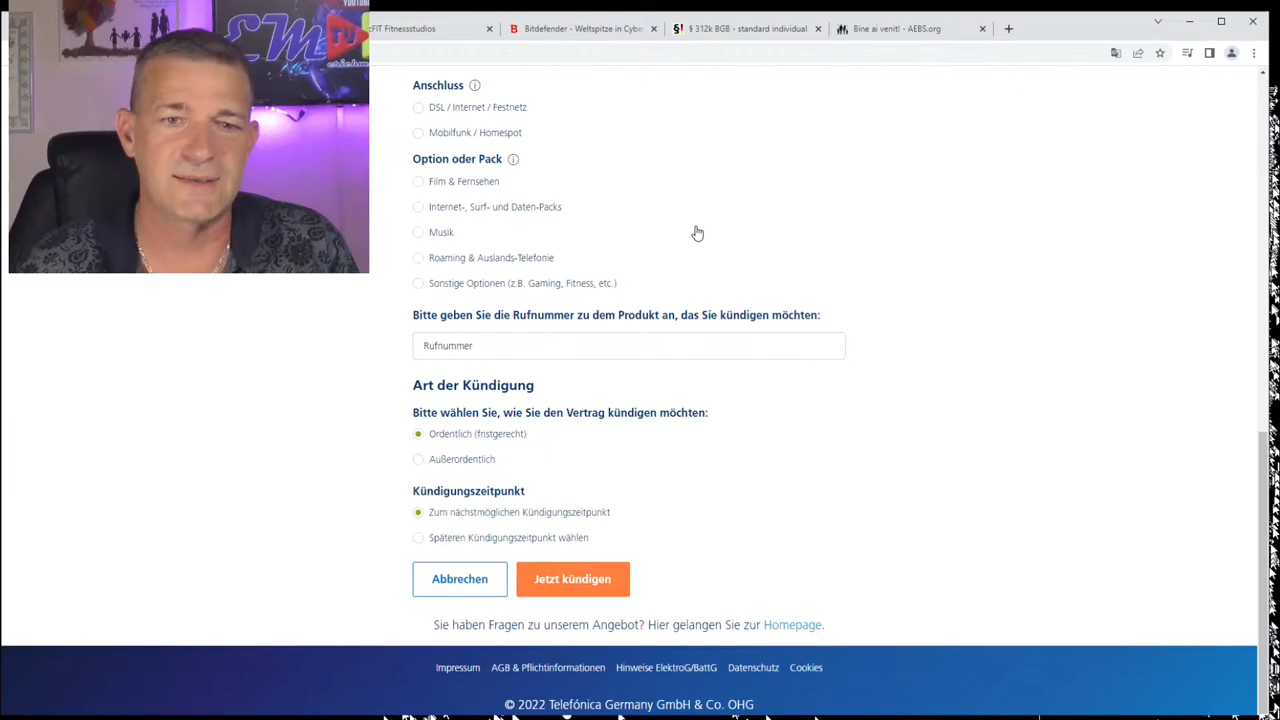 YOUTUBE
EM
TV
erichm
tFIT Fitnessstudios
Bitdefender - Weltspitze in Cybe
§ 312k BGB - standard individual
Bine ai venit! - AEBS.org
Anschluss
DSL / Internet / Festnetz
Mobilfunk / Homespot
Option oder Pack
Film & Fernsehen
Internet-, Surf- und Daten-Packs
Musik
Roaming & Auslands-Telefonie
Sonstige Optionen (z.B. Gaming, Fitness, etc.)
Bitte geben Sie die Rufnummer zu dem Produkt an, das Sie kündigen möchten:
Rufnummer
Art der Kündigung
Bitte wählen Sie, wie Sie den Vertrag kündigen möchten:
Ordentlich (fristgerecht)
Außerordentlich
Kündigungszeitpunkt
Zum nächstmöglichen Kündigungszeitpunkt
Späteren Kündigungszeitpunkt wählen
Abbrechen Jetzt kündigen
Sie haben Fragen zu unserem Angebot? Hier gelangen Sie zur Homepage.
Impressum AGB & Pflichtinformationen Hinweise ElektroG/BattG Datenschutz Cookies
© 2022 Telefónica Germany GmbH & Co. OHG